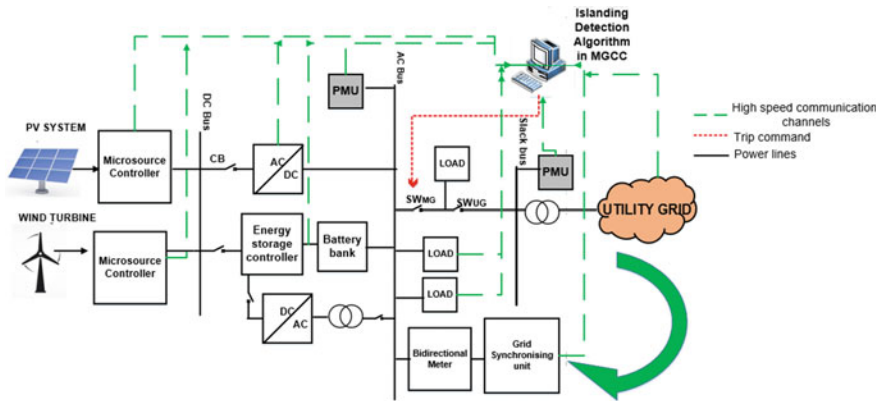 Islanding
Detection
Algorithm
in MGCC
High speed communication
channels
Trip command
Power lines
PV SYSTEM
Microsource
Controller
DC Bus
CB
AC
DC
PMU
AC Bus
LOAD
SWMG
SWUG
Slack bus
PMU
UTILITY GRID
WIND TURBINE
Microsource
Controller
Energy
storage
controller
Battery
bank
LOAD
LOAD
DC
AC
Bidirectional
Meter
Grid
Synchronising
unit